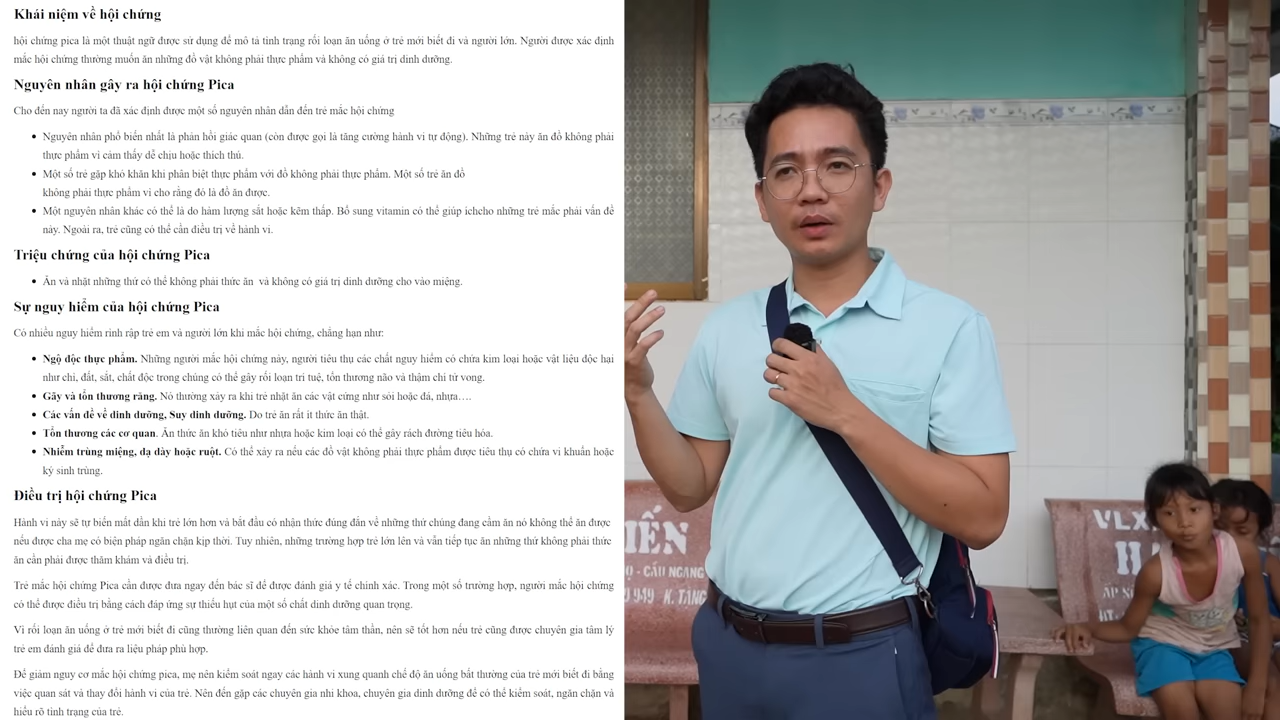 Khái niệm về hội chứng
hội chứng pica là một thuật ngữ được sử dụng để mô tả tình trạng rối loạn ăn uống ở trẻ mới biết đi và người lớn. Người được xác định
mắc hội chứng thường muốn ăn những đồ vật không phải thực phẩm và không có giá trị dinh dưỡng.
Nguyên nhân gây ra hội chứng Pica
Cho đến nay người ta đã xác định được một số nguyên nhân dẫn đến trẻ mắc hội chứng
Nguyên nhân phổ biến nhất là phản hồi giác quan (còn được gọi là tăng cường hành vi tự động). Những trẻ này ăn đồ không phải
thực phẩm vì cảm thấy dễ chịu hoặc thích thú.
Một số trẻ gặp khó khăn khi phân biệt thực phẩm với đồ không phải thực phẩm. Một số trẻ ăn đồ
không phải thực phẩm vì cho rằng đó là đồ ăn được.
Một nguyên nhân khác có thể là do hàm lượng sắt hoặc kẽm thấp. Bổ sung vitamin có thể giúp íchcho những trẻ mắc phải vấn đề
này. Ngoài ra, trẻ cũng có thể cần điều trị về hành vi.
Triệu chứng của hội chứng Pica
Ăn và nhặt những thứ có thể không phải thức ăn và không có giá trị dinh dưỡng cho vào miệng.
Sự nguy hiểm của hội chứng Pica
Có nhiều nguy hiểm rình rập trẻ em và người lớn khi mắc hội chứng, chẳng hạn như:
Ngộ độc thực phẩm. Những người mắc hội chứng này, người tiêu thụ các chất nguy hiểm có chứa kim loại hoặc vật liệu độc hại
như chì, đất, sắt, chất độc trong chúng có thể gây rối loạn trí tuệ, tổn thương não và thậm chí tử vong.
Gãy và tổn thương răng. Nó thường xảy ra khi trẻ nhặt ăn các vật cứng như sỏi hoặc đá, nhựa….
Các vấn đề về dinh dưỡng, Suy dinh dưỡng. Do trẻ ăn rất ít thức ăn thật.
Tổn thương các cơ quan. Ăn thức ăn khó tiêu như nhựa hoặc kim loại có thể gây rách đường tiêu hóa.
Nhiễm trùng miệng, dạ dày hoặc ruột. Có thể xảy ra nếu các đồ vật không phải thực phẩm được tiêu thụ có chứa vi khuẩn hoặc
ký sinh trùng.
Điều trị hội chứng Pica
Hành vi này sẽ tự biến mất dần khi trẻ lớn hơn và bắt đầu có nhận thức đúng đắn về những thứ chúng đang cầm ăn nó không thể ăn được
nếu được cha mẹ có biện pháp ngăn chặn kịp thời. Tuy nhiên, những trường hợp trẻ lớn lên và vẫn tiếp tục ăn những thứ không phải thức
ăn cần phải được thăm khám và điều trị.
Trẻ mắc hội chứng Pica cần được đưa ngay đến bác sĩ để được đánh giá y tế chính xác. Trong một số trường hợp, người mắc hội chứng
có thể được điều trị bằng cách đáp ứng sự thiếu hụt của một số chất dinh dưỡng quan trọng.
Vì rối loạn ăn uống ở trẻ mới biết đi cũng thường liên quan đến sức khỏe tâm thần, nên sẽ tốt hơn nếu trẻ cũng được chuyên gia tâm lý
trẻ em đánh giá để đưa ra liệu pháp phù hợp.
Để giảm nguy cơ mắc hội chứng pica, mẹ nên kiểm soát ngay các hành vi xung quanh chế độ ăn uống bất thường của trẻ mới biết đi bằng
việc quan sát và thay đổi hành vi của trẻ. Nên đến gặp các chuyên gia nhi khoa, chuyên gia dinh dưỡng để có thể kiểm soát, ngăn chặn và
hiểu rõ tình trạng của trẻ.
IẾN
CẦU NGANG
949 K.TANG
VLX
H
ẤP